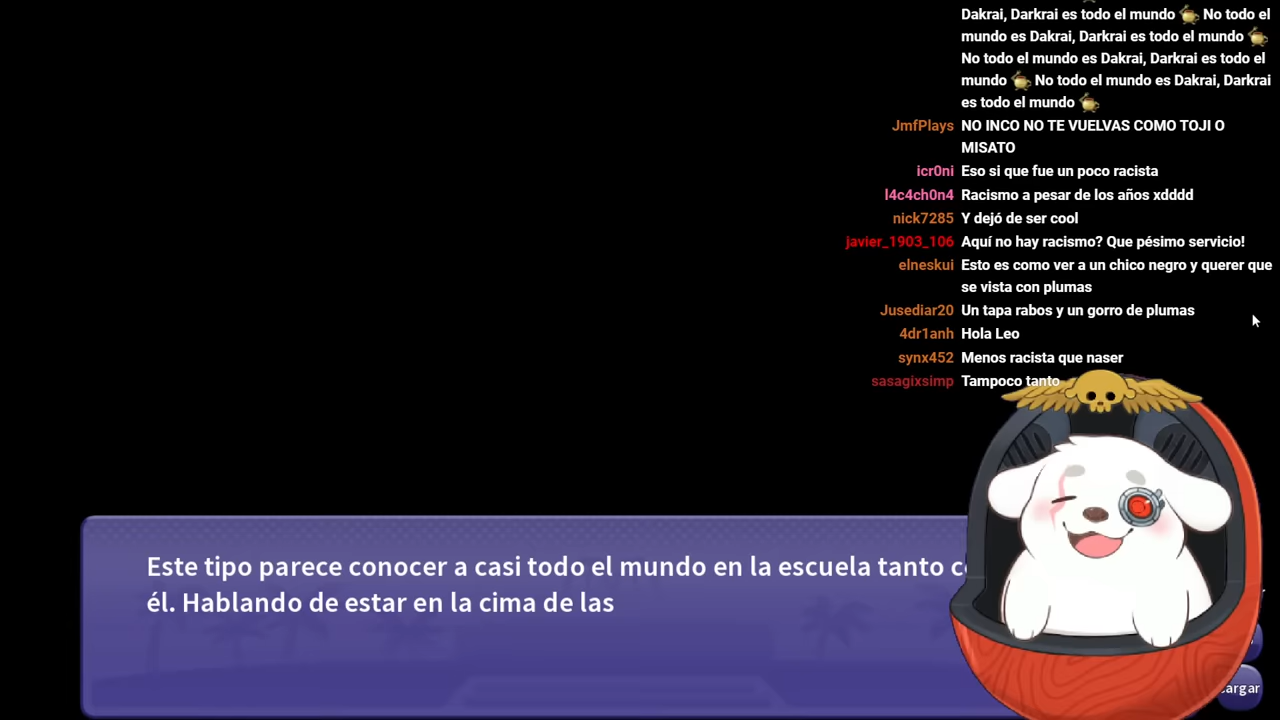 Dakrai, Darkrai es todo el mundo No todo el
mundo es Dakrai, Darkrai es todo el mundo
No todo el mundo es Dakrai, Darkrai es todo el
mundo No todo el mundo es Dakrai, Darkrai
es todo el mundo
JmfPlays NO INCO NO TE VUELVAS COMO TOJI O
MISATO
icr0ni Eso si que fue un poco racista
l4c4ch0n4 Racismo a pesar de los años xdddd
nick7285 Y dejó de ser cool
javier_1903_106 Aquí no hay racismo? Que pésimo servicio!
elneskui Esto es como ver a un chico negro y querer que
se vista con plumas
Jusediar20 Un tapa rabos y un gorro de plumas
4dr1anh Hola Leo
synx452 Menos racista que naser
sasagixsimp Tampoco tanto
Este tipo parece conocer a casi todo el mundo en la escuela tanto
él. Hablando de estar en la cima de las